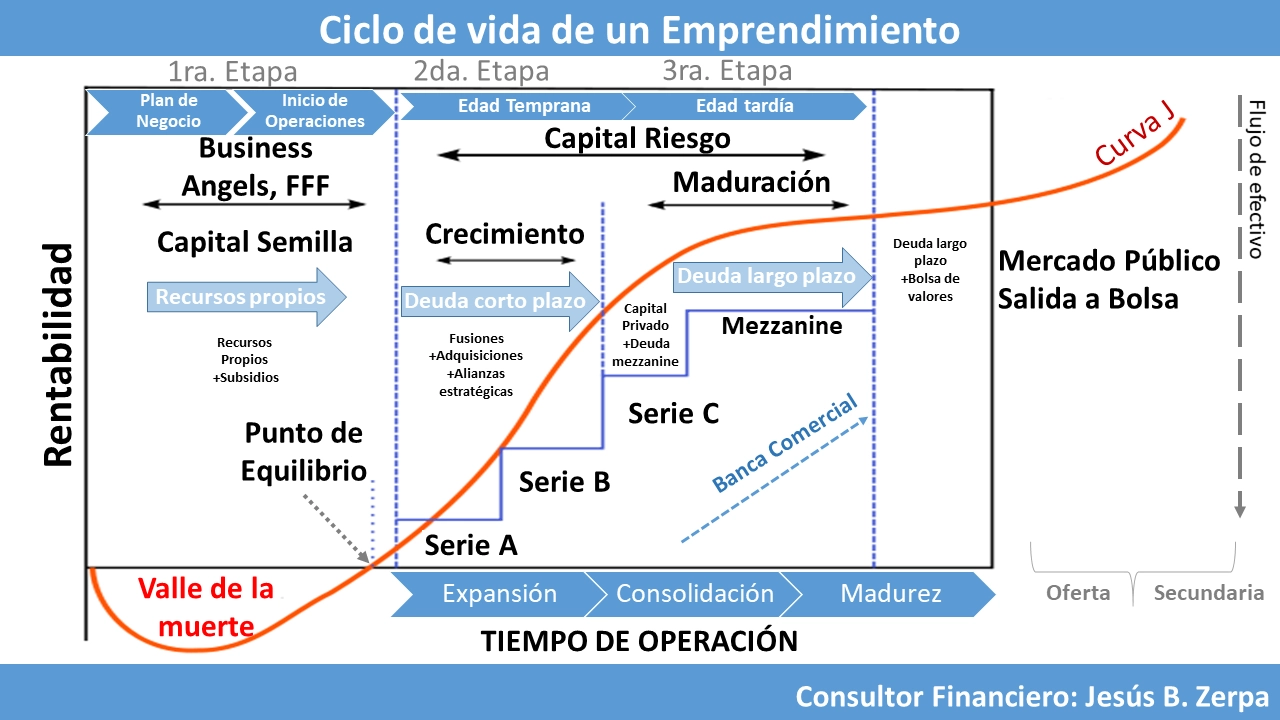 Ciclo de vida de un Emprendimiento
1ra. Etapa
2da. Etapa
3ra. Etapa
Plan de
Negocio
Inicio de
Operaciones
Edad Temprana
Edad tardía
Business
Angels, FFF
Capital Riesgo
Maduración
Curva J
Flujo de efectivo
Capital Semilla
Crecimiento
Rentabilidad
Recursos propios
Deuda corto plazo
Deuda largo plazo
Deuda largo
plazo
+Bolsa de
valores
Mercado Público
Salida a Bolsa
Recursos
Propios
+Subsidios
Fusiones
+Adquisiciones
+Alianzas
estratégicas
Capital
Privado
+Deuda
mezzanine
Mezzanine
Punto de
Equilibrio
Serie C
Banca Comercial
Serie B
Serie A
Valle de la
muerte
Expansión
Consolidación
Madurez
Oferta
Secundaria
TIEMPO DE OPERACIÓN
Consultor Financiero: Jesús B. Zerpa